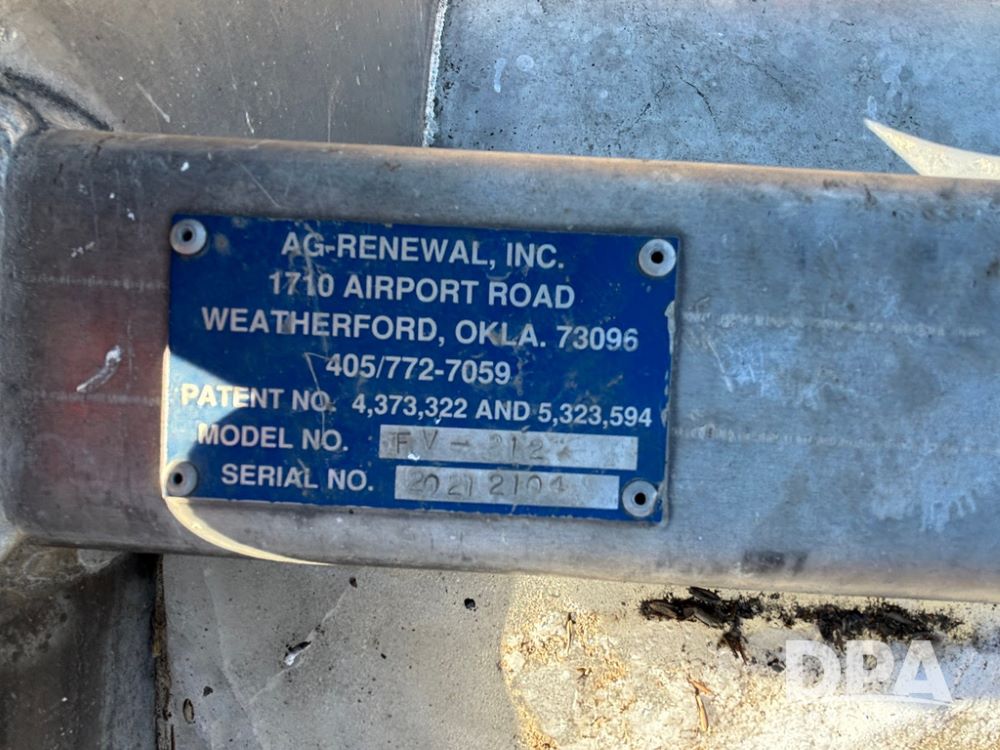 AG-RENEWAL, INC.
1710 AIRPORT ROAD
WEATHERFORD, OKLA. 73096
405/772-7059
PATENT NO. 4,373,322 AND 5,323,594
MODEL NO.
SERIAL NO. 20212104
DPA